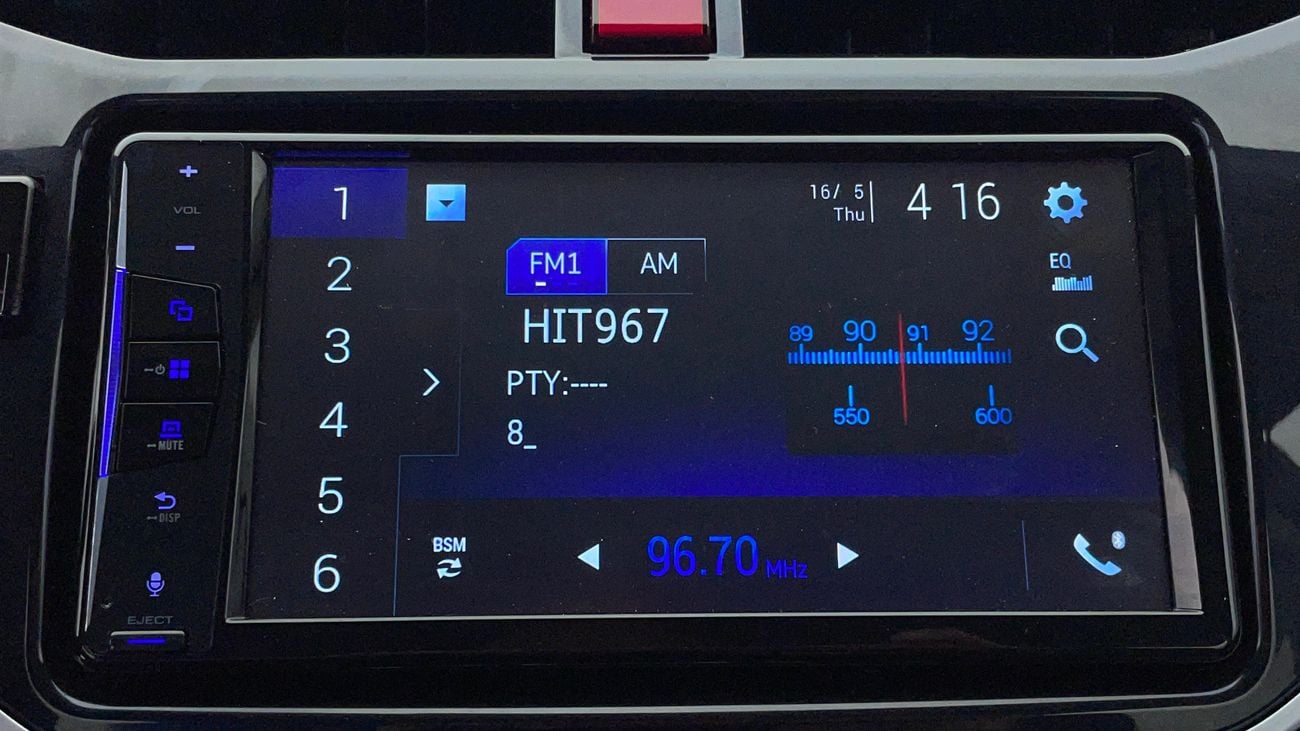 VOL
MUTE
DISP
EJECT
1
2
3
4
5
6
16/ 5
Thu
4 16
FM1 AM
EQ
HIT967
89 90 91 92
PTY:----
550 600
8_
BSM
96.70 MHz